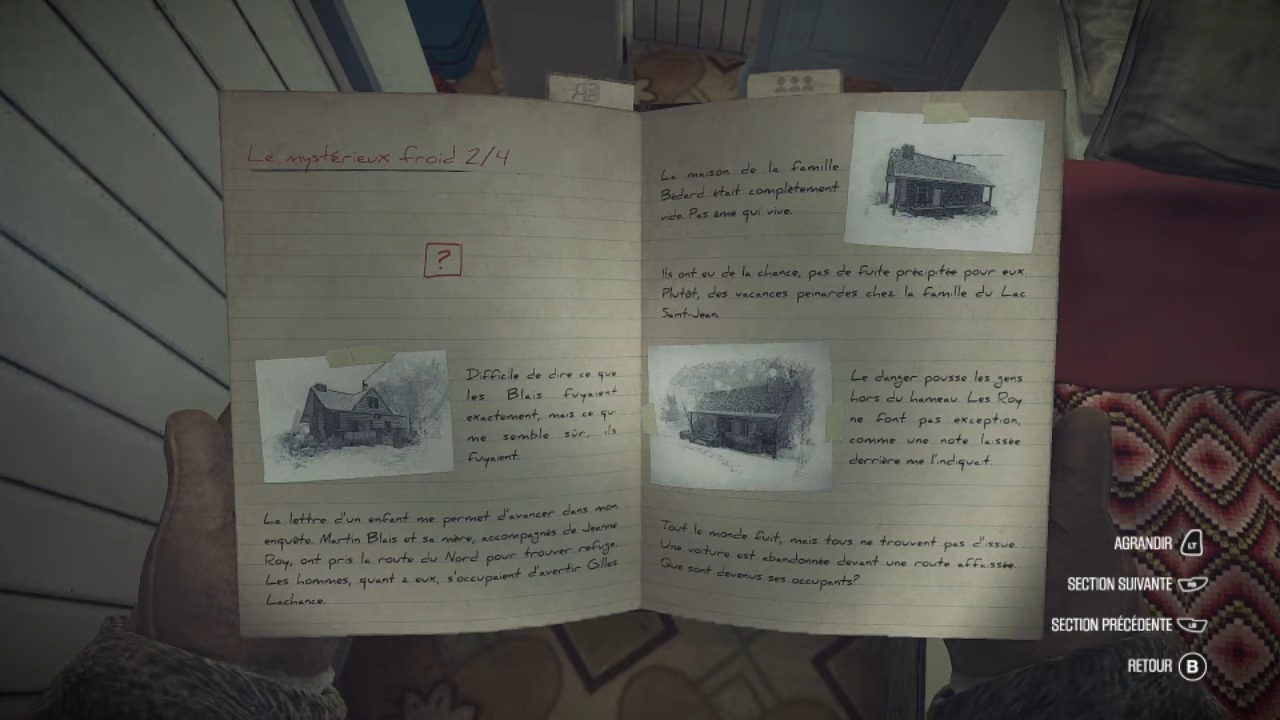 Le mystérieux froid 2/4
?
Difficile de dire ce que
les Blais fuyaient
exactement, mais ce qui
me semble sûr, ils
fuyaient.
La lettre d'un enfant me permet d'avancer dans mon
enquête. Martin Blais et sa mère, accompagnés de Jeanne
Roy, ont pris la route du Nord pour trouver refuge.
Les hommes, quant à eux, s'occupaient d'avertir Gilles
Lachance.
La maison de la famille
Bédard était complètement
vide. Pas âme qui vive.
Ils ont eu de la chance, pas de fuite précipitée pour eux.
Plutôt, des vacances peinardes chez la famille du Lac
Saint-Jean.
Le danger pousse les gens
hors du hameau. Les Roy
ne font pas exception,
comme une note laissée
derrière me l'indiquait.
Tout le monde fuit, mais tous ne trouvent pas d'issue.
Une voiture est abandonnée devant une route affaissée.
Que sont devenus ses occupants?
AGRANDIR LT
SECTION SUIVANTE RB
SECTION PRÉCÉDENTE LB
RETOUR B